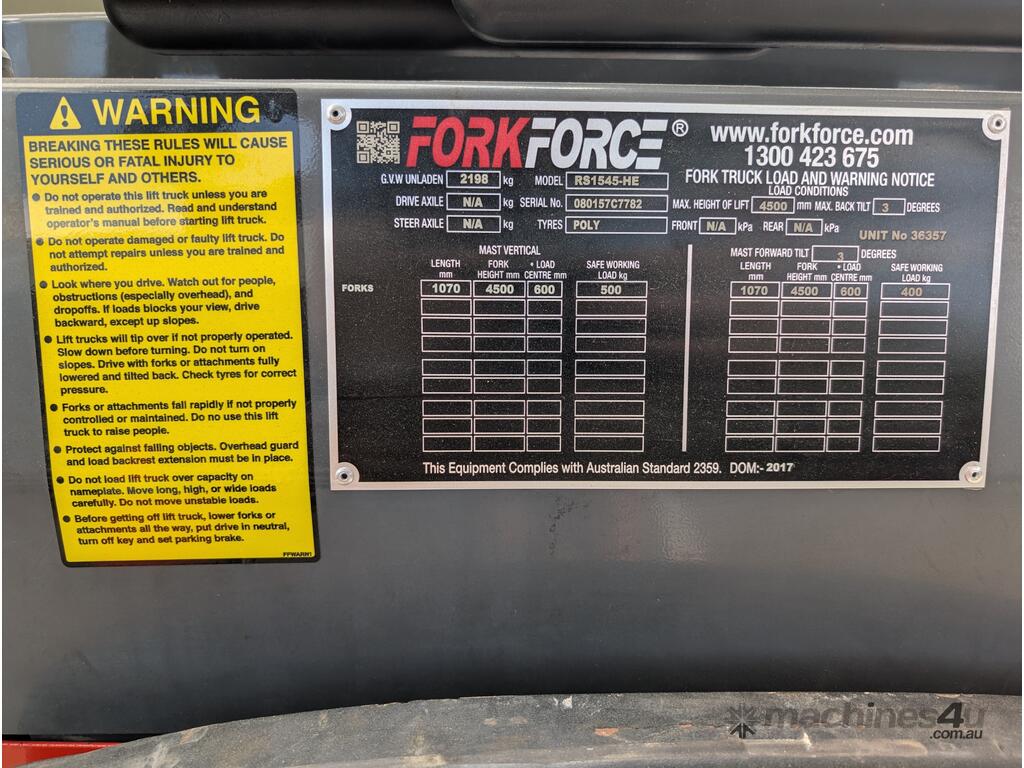 WARNING
BREAKING THESE RULES WILL CAUSE
SERIOUS OR FATAL INJURY TO
YOURSELF AND OTHERS.
● Do not operate this lift truck unless you are
trained and authorized. Read and understand
operator's manual before starting lift truck.
● Do not operate damaged or faulty lift truck. Do
not attempt repairs unless you are trained and
authorized.
● Look where you drive. Watch out for people,
obstructions (especially overhead), and
dropoffs. If loads blocks your view, drive
backward, except up slopes.
● Lift trucks will tip over if not properly operated.
Slow down before turning. Do not turn on
slopes. Drive with forks or attachments fully
lowered and tilted back. Check tyres for correct
pressure.
● Forks or attachments fall rapidly if not properly
controlled or maintained. Do no use this lift
truck to raise people.
● Protect against falling objects. Overhead guard
and load backrest extension must be in place.
● Do not load lift truck over capacity on
nameplate. Move long, high, or wide loads
carefully. Do not move unstable loads.
● Before getting off lift truck, lower forks or
attachments all the way, put drive in neutral,
turn off key and set parking brake.
FFWARN1
FORKFORCE®
www.forkforce.com
1300 423 675
FORK TRUCK LOAD AND WARNING NOTICE
LOAD CONDITIONS
G.V.W UNLADEN 2198 kg MODEL RS1545-HE
DRIVE AXILE N/A kg SERIAL No. 080157C7782 MAX. HEIGHT OF LIFT 4500 mm MAX. BACK TILT 3 DEGREES
STEER AXILE N/A kg TYRES POLY FRONT N/A kPa REAR N/A kPa UNIT No 36357
MAST VERTICAL
LENGTH mm FORK HEIGHT mm • LOAD CENTRE mm SAFE WORKING LOAD kg
FORKS 1070 4500 600 500
MAST FORWARD TILT 3 DEGREES
LENGTH mm FORK HEIGHT mm • LOAD CENTRE mm SAFE WORKING LOAD kg
1070 4500 600 400
This Equipment Complies with Australian Standard 2359. DOM:- 2017
machines4u
.com.au